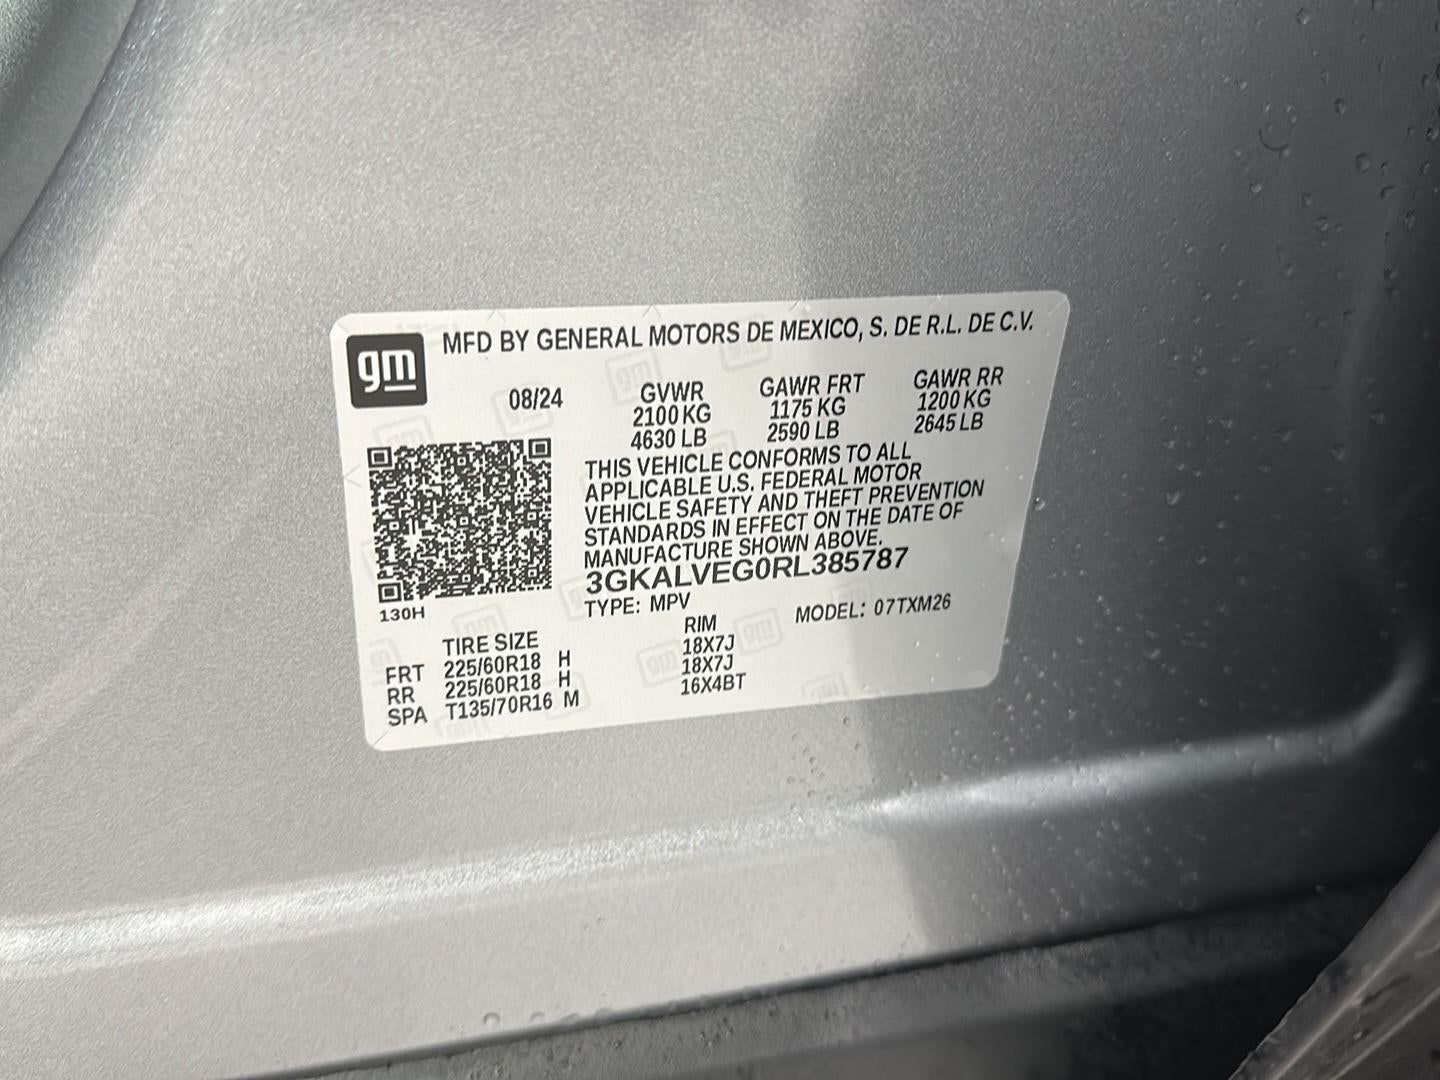 gm
MFD BY GENERAL MOTORS DE MEXICO, S. DE R.L. DE C.V.
08/24 GVWR GAWR FRT GAWR RR
2100 KG 1175 KG 1200 KG
4630 LB 2590 LB 2645 LB
THIS VEHICLE CONFORMS TO ALL
APPLICABLE U.S. FEDERAL MOTOR
VEHICLE SAFETY AND THEFT PREVENTION
STANDARDS IN EFFECT ON THE DATE OF
MANUFACTURE SHOWN ABOVE.
3GKALVEG0RL385787
130H
TYPE: MPV MODEL: 07TXM26
TIRE SIZE RIM
FRT 225/60R18 H 18X7J
RR 225/60R18 H 18X7J
SPA T135/70R16 M 16X4BT